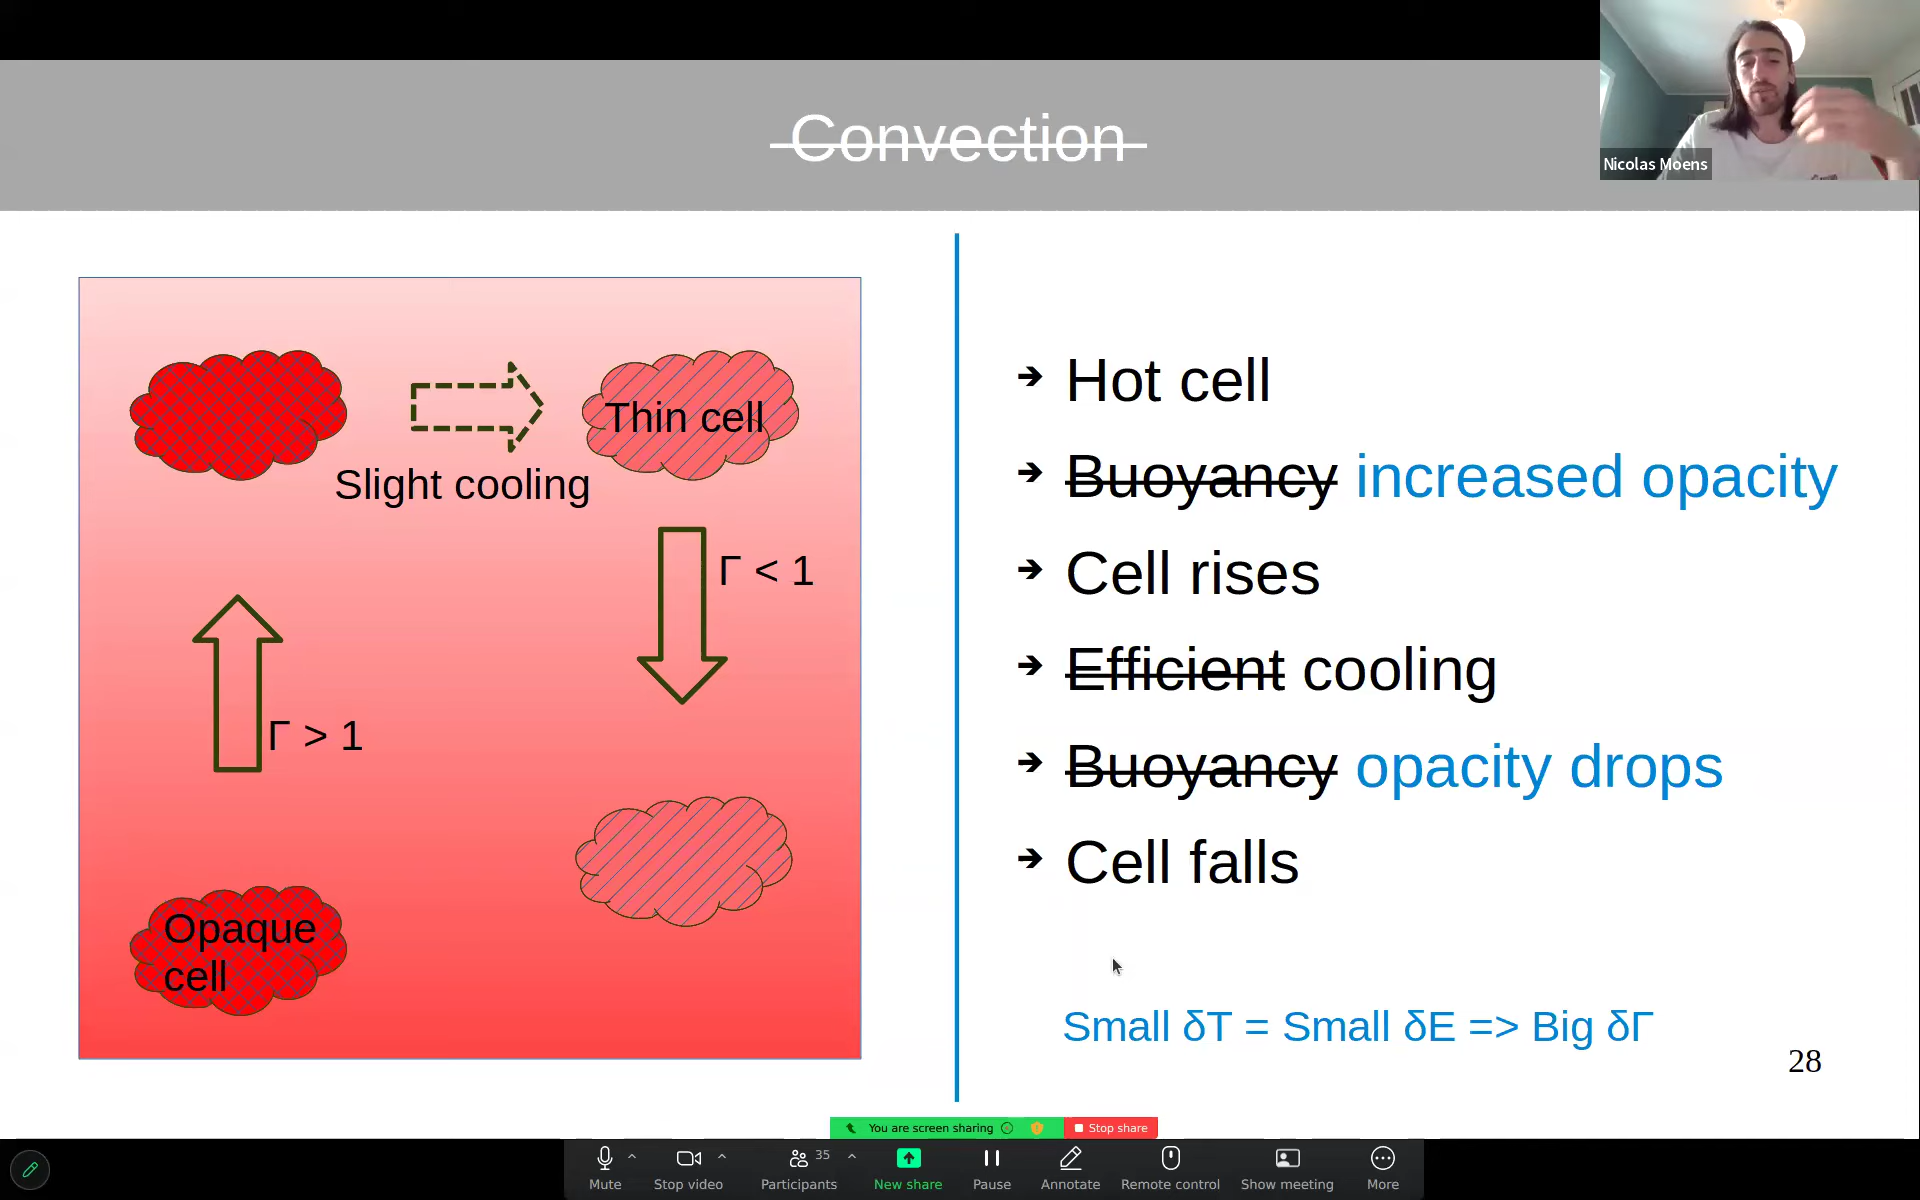 Convection
Nicolas Moens
Thin cell
Slight cooling
Γ < 1
Γ > 1
Opaque
cell
Hot cell
Buoyancy increased opacity
Cell rises
Efficient cooling
Buoyancy opacity drops
Cell falls
Small δT = Small δE => Big δΓ
28
You are screen sharing
Stop share
Mute
Stop video
Participants
35
New share
Pause
Annotate
Remote control
Show meeting
More